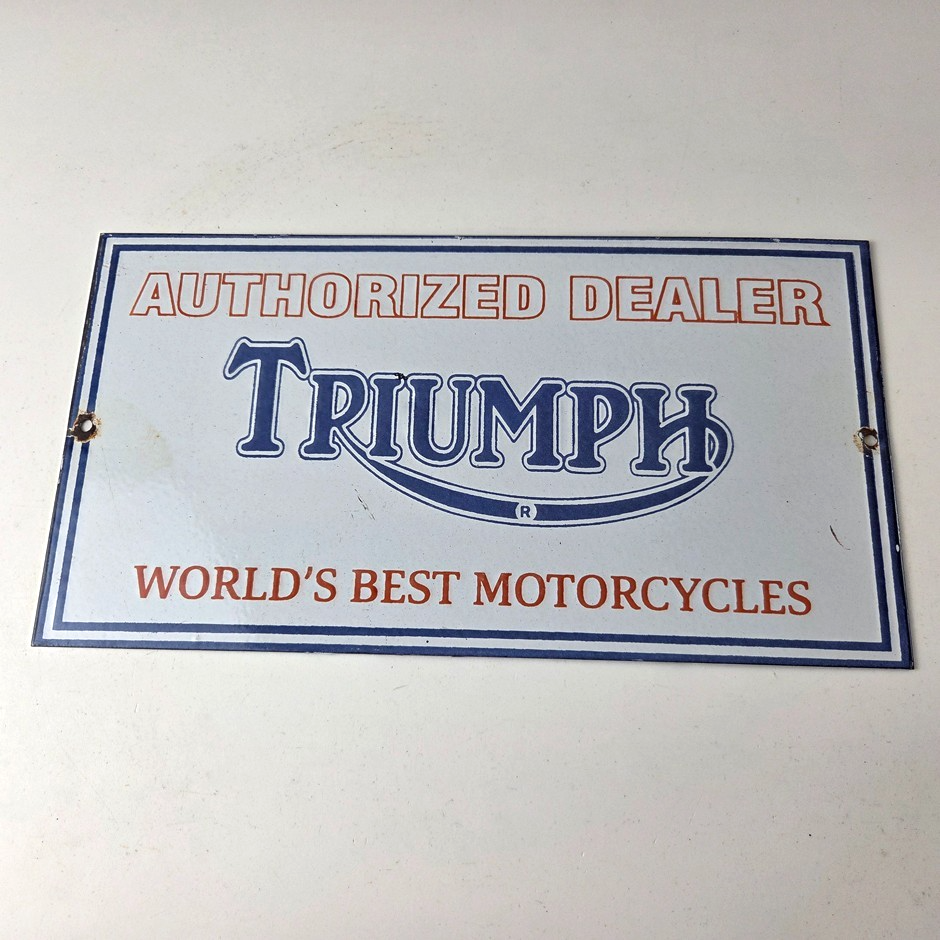 AUTHORIZED DEALER
TRIUMPH
®
WORLD'S BEST MOTORCYCLES